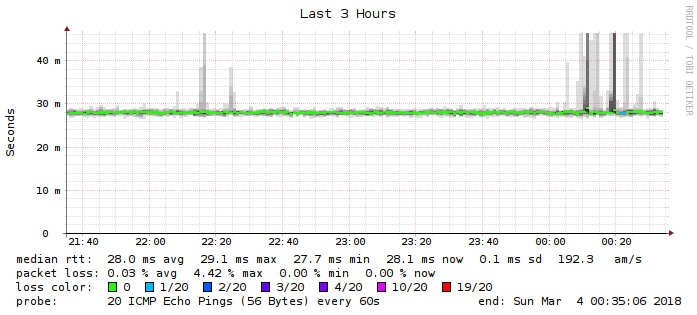 Last 3 Hours
RRDTOOL / TOBI OETIKER
Seconds
40 m
30 m
20 m
10 m
0
21:40 22:00 22:20 22:40 23:00 23:20 23:40 00:00 00:20
median rtt: 28.0 ms avg 29.1 ms max 27.7 ms min 28.1 ms now 0.1 ms sd 192.3 am/s
packet loss: 0.03 % avg 4.42 % max 0.00 % min 0.00 % now
loss color: 0 1/20 2/20 3/20 4/20 10/20 19/20
probe: 20 ICMP Echo Pings (56 Bytes) every 60s end: Sun Mar 4 00:35:06 2018